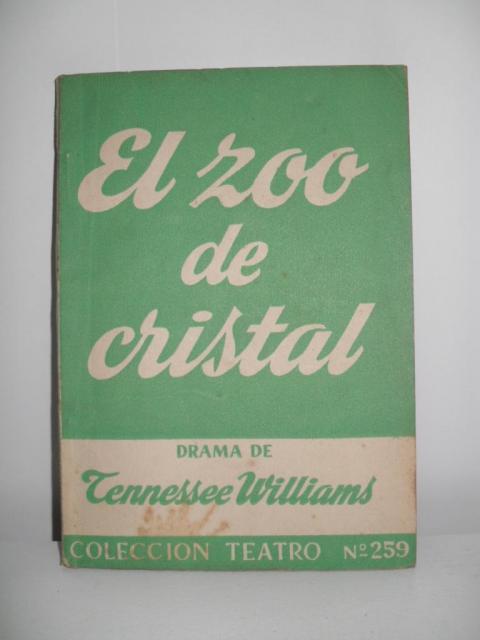 El zoo
de
cristal
DRAMA DE
Tennessee Williams
COLECCION TEATRO Nº 259